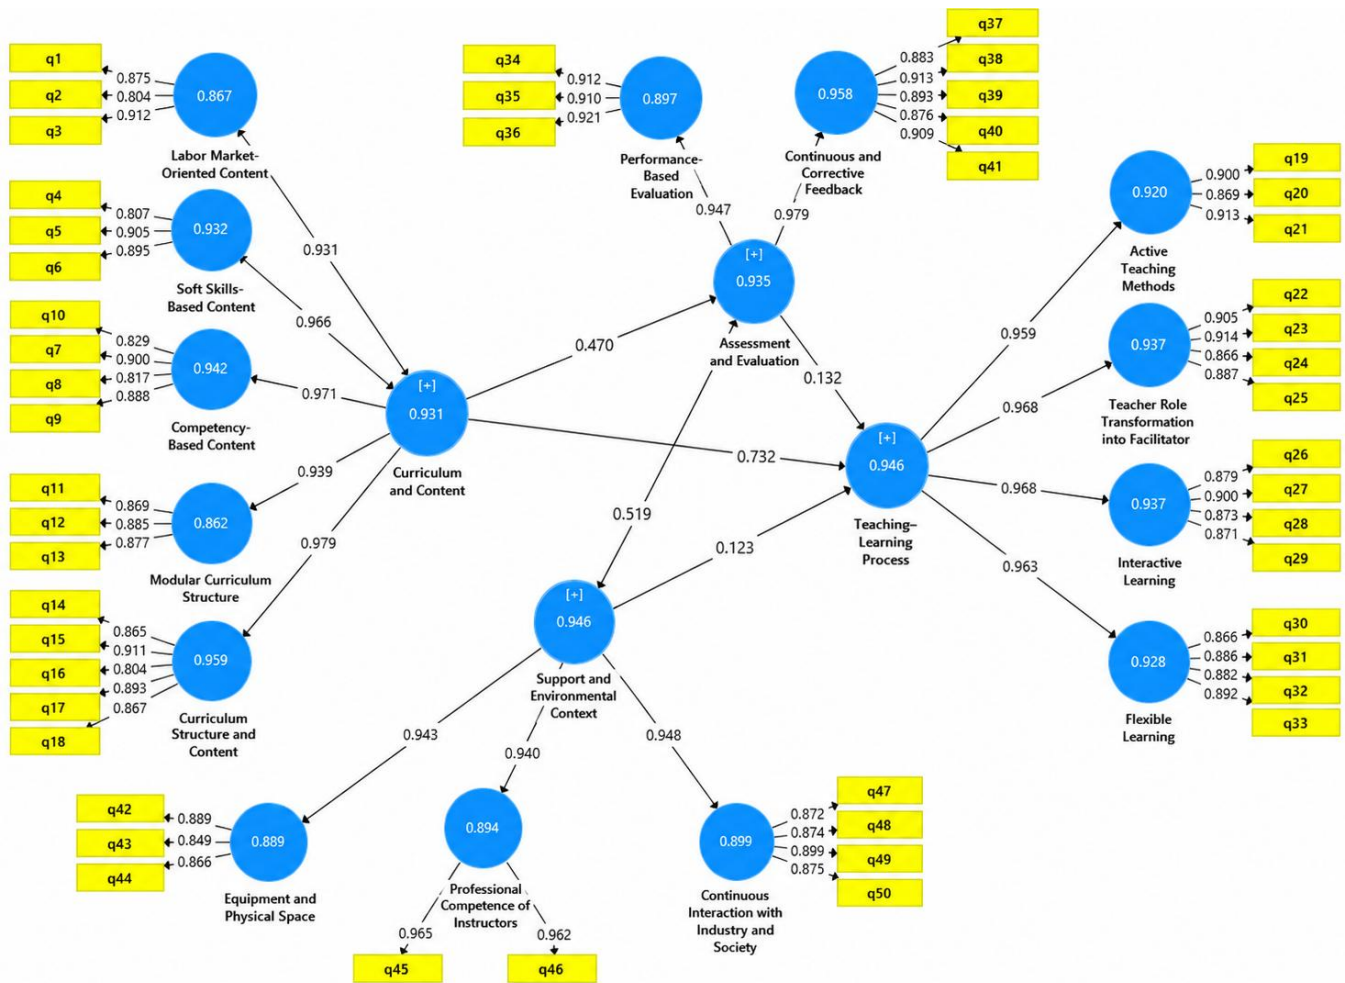 q1
q2
q3
0.875
0.804
0.912
0.867
Labor Market-
Oriented Content
q4
q5
q6
0.807
0.905
0.895
0.932
Soft Skills-
Based Content
q10
q7
q8
q9
0.829
0.900
0.817
0.888
0.942
Competency-
Based Content
q11
q12
q13
0.869
0.885
0.877
0.862
Modular Curriculum
Structure
q14
q15
q16
q17
q18
0.865
0.911
0.804
0.893
0.867
0.959
Curriculum
Structure and
Content
0.931
0.966
0.971
0.939
0.979
[+]
0.931
Curriculum
and Content
q34
q35
q36
0.912
0.910
0.921
0.897
Performance-
Based
Evaluation
0.958
Continuous and
Corrective
Feedback
0.883
0.913
0.893
0.876
0.909
q37
q38
q39
q40
q41
0.947
0.979
[+]
0.935
Assessment
and Evaluation
0.470
0.732
0.132
0.519
0.123
[+]
0.946
Teaching–
Learning
Process
0.959
0.968
0.968
0.963
0.920
Active
Teaching
Methods
0.900
0.869
0.913
q19
q20
q21
0.937
Teacher Role
Transformation
into Facilitator
0.905
0.914
0.866
0.887
q22
q23
q24
q25
0.937
Interactive
Learning
0.879
0.900
0.873
0.871
q26
q27
q28
q29
0.928
Flexible
Learning
0.866
0.886
0.882
0.892
q30
q31
q32
q33
[+]
0.946
Support and
Environmental
Context
0.943
0.940
0.948
q42
q43
q44
0.889
0.849
0.866
0.889
Equipment and
Physical Space
0.894
Professional
Competence of
Instructors
0.965
0.962
q45
q46
0.899
Continuous
Interaction with
Industry and
Society
0.872
0.874
0.899
0.875
q47
q48
q49
q50